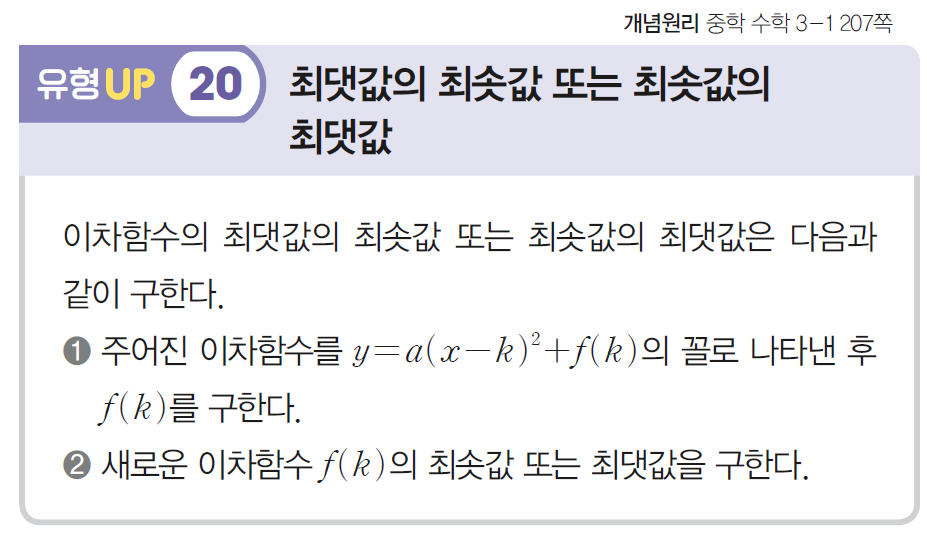 개념원리 중학 수학 3-1 207쪽
유형UP 20 최댓값의 최솟값 또는 최솟값의
최댓값
이차함수의 최댓값의 최솟값 또는 최솟값의 최댓값은 다음과
같이 구한다.
❶ 주어진 이차함수를 y=a(x-k)²+f(k)의 꼴로 나타낸 후
f(k)를 구한다.
❷ 새로운 이차함수 f(k)의 최솟값 또는 최댓값을 구한다.